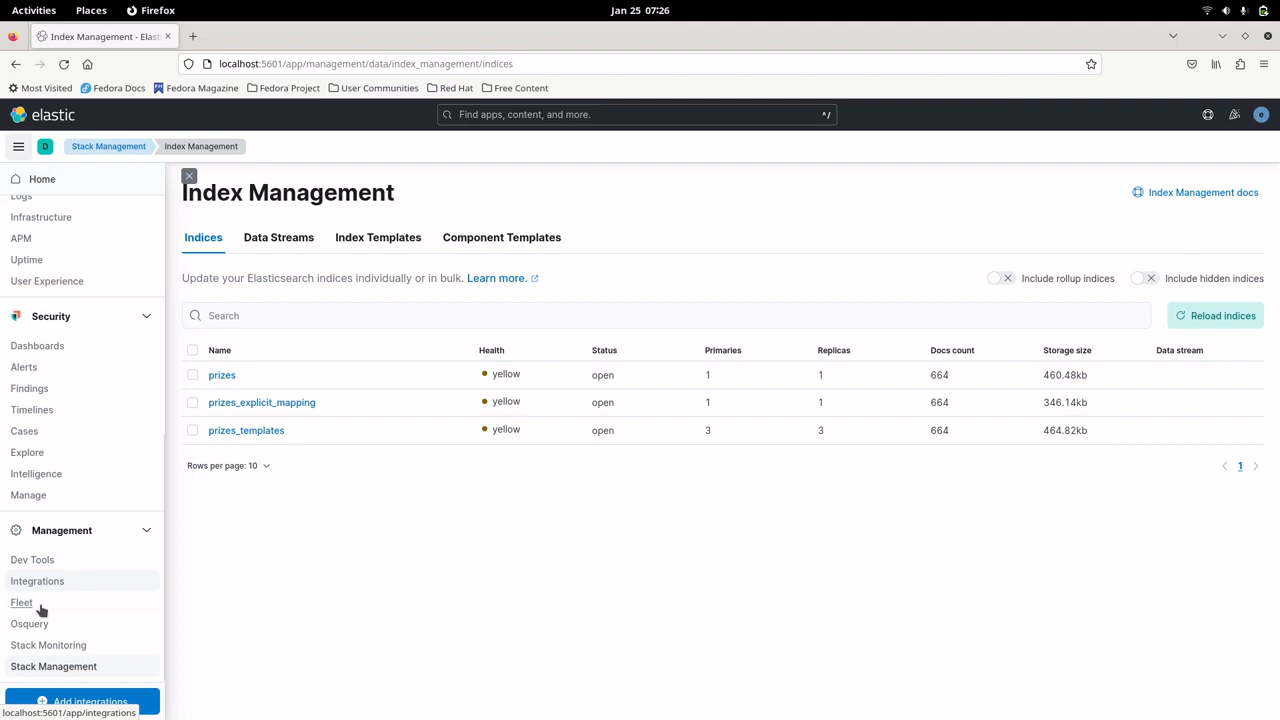 Activities Places Firefox Jan 25 07:26
Index Management - Elast
localhost:5601/app/management/data/index_management/indices
Most Visited Fedora Docs Fedora Magazine Fedora Project User Communities Red Hat Free Content
elastic Find apps, content, and more. ^/ e
D Stack Management Index Management
Home
Logs
Infrastructure
APM
Uptime
User Experience
Security
Dashboards
Alerts
Findings
Timelines
Cases
Explore
Intelligence
Manage
Management
Dev Tools
Integrations
Fleet
Osquery
Stack Monitoring
Stack Management
Add integrations
localhost:5601/app/integrations
Index Management Index Management docs
Indices Data Streams Index Templates Component Templates
Update your Elasticsearch indices individually or in bulk. Learn more. Include rollup indices Include hidden indices
Search Reload indices
Name Health Status Primaries Replicas Docs count Storage size Data stream
prizes yellow open 1 1 664 460.48kb
prizes_explicit_mapping yellow open 1 1 664 346.14kb
prizes_templates yellow open 3 3 664 464.82kb
Rows per page: 10 1